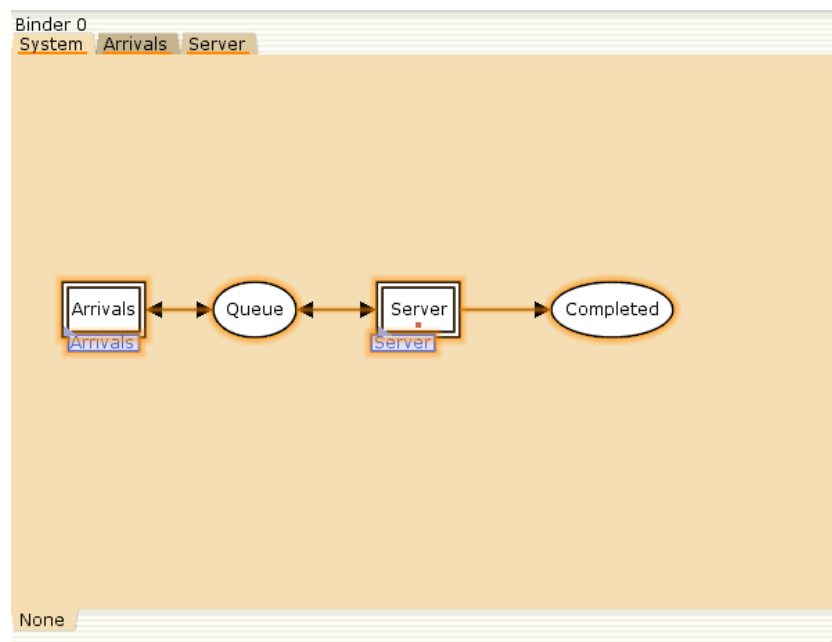 Binder 0
System Arrivals Server
Arrivals Queue Server Completed
Arrivals Server
None